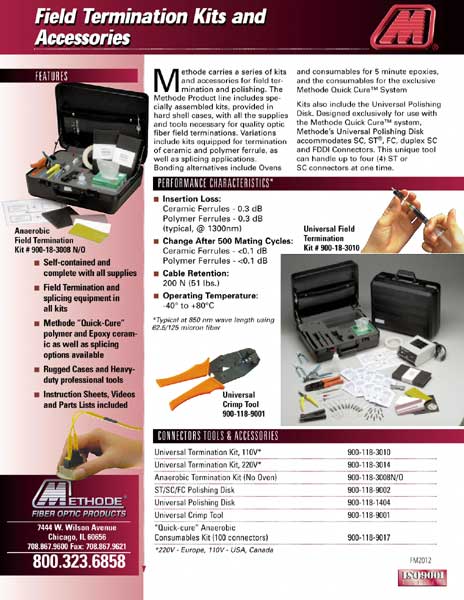 Field Termination Kits and
Accessories
M
®
FEATURES
Anaerobic
Field Termination
Kit # 900-18-3008 N/O
Self-contained and
complete with all supplies
Field Termination and
splicing equipment in
all kits
Methode "Quick-Cure"
polymer and Epoxy ceram-
ic as well as splicing
options available
Rugged Cases and Heavy-
duty professional tools
Instruction Sheets, Videos
and Parts Lists included
METHODE®
FIBER OPTIC PRODUCTS
7444 W. Wilson Avenue
Chicago, IL 60656
708.867.9600 Fax: 708.867.9621
800.323.6858
Methode carries a series of kits
and accessories for field ter-
mination and polishing. The
Methode Product line includes spe-
cially assembled kits, provided in
hard shell cases, with all the supplies
and tools necessary for quality optic
fiber field terminations. Variations
include kits equipped for termination
of ceramic and polymer ferrule, as
well as splicing applications.
Bonding alternatives include Ovens
and consumables for 5 minute epoxies,
and the consumables for the exclusive
Methode Quick Cure™ System
Kits also include the Universal Polishing
Disk. Designed exclusively for use with
the Methode Quick Cure™ system,
Methode's Universal Polishing Disk
accommodates SC, ST®, FC, duplex SC
and FDDI Connectors. This unique tool
can handle up to four (4) ST or
SC connectors at one time.
PERFORMANCE CHARACTERISTICS*
Insertion Loss:
Ceramic Ferrules - 0.3 dB
Polymer Ferrules - 0.3 dB
(typical, @ 1300nm)
Change After 500 Mating Cycles:
Ceramic Ferrules - <0.1 dB
Polymer Ferrules - <0.1 dB
Cable Retention:
200 N (51 lbs.)
Operating Temperature:
-40° to +80°C
*Typical at 850 nm wave length using
62.5/125 micron fiber
Universal Field
Termination
Kit # 900-18-3010
Universal
Crimp Tool
900-118-9001
CONNECTORS TOOLS & ACCESSORIES
Universal Termination Kit, 110V* 900-118-3010
Universal Termination Kit, 220V* 900-118-3014
Anaerobic Termination Kit (No Oven) 900-118-3008N/O
ST/SC/FC Polishing Disk 900-118-9002
Universal Polishing Disk 900-118-1404
Universal Crimp Tool 900-118-9001
"Quick-cure" Anaerobic
Consumables Kit (100 connectors) 900-118-9017
*220V - Europe, 110V - USA, Canada
FM2012
ISO9001